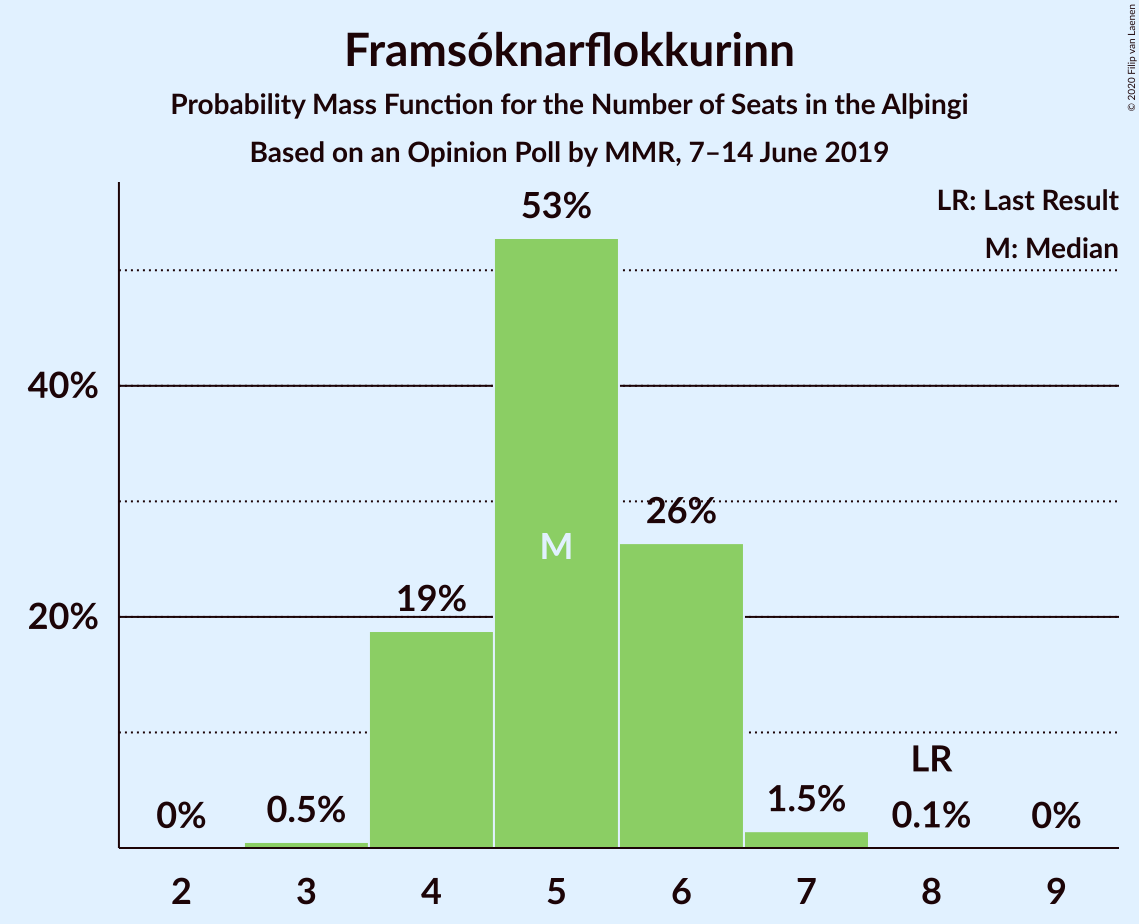 Framsóknarflokkurinn
Probability Mass Function for the Number of Seats in the Alþingi
Based on an Opinion Poll by MMR, 7–14 June 2019
© 2020 Filip van Laenen
LR: Last Result
M: Median
53%
40%
26%
M
19%
20%
LR
0%
0.5%
1.5%
0.1%
0%
2
3
4
5
6
7
8
9